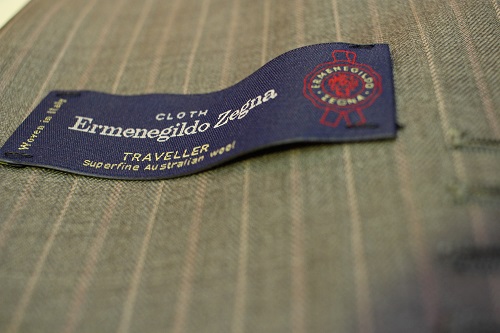 Woven in Italy
CLOTH
Ermenegildo Zegna
TRAVELLER
Superfine Australian wool
ERMENEGILDO
ZEGNA